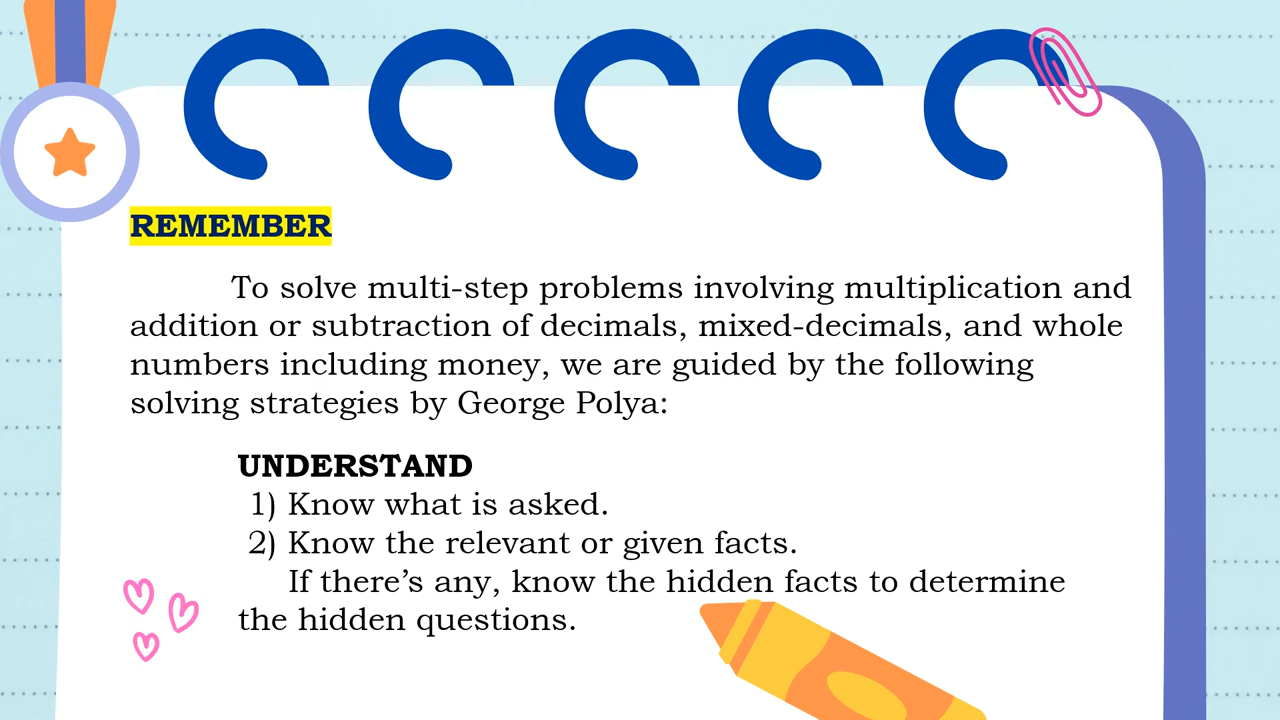 REMEMBER
To solve multi-step problems involving multiplication and
addition or subtraction of decimals, mixed-decimals, and whole
numbers including money, we are guided by the following
solving strategies by George Polya:
UNDERSTAND
1) Know what is asked.
2) Know the relevant or given facts.
If there’s any, know the hidden facts to determine
the hidden questions.